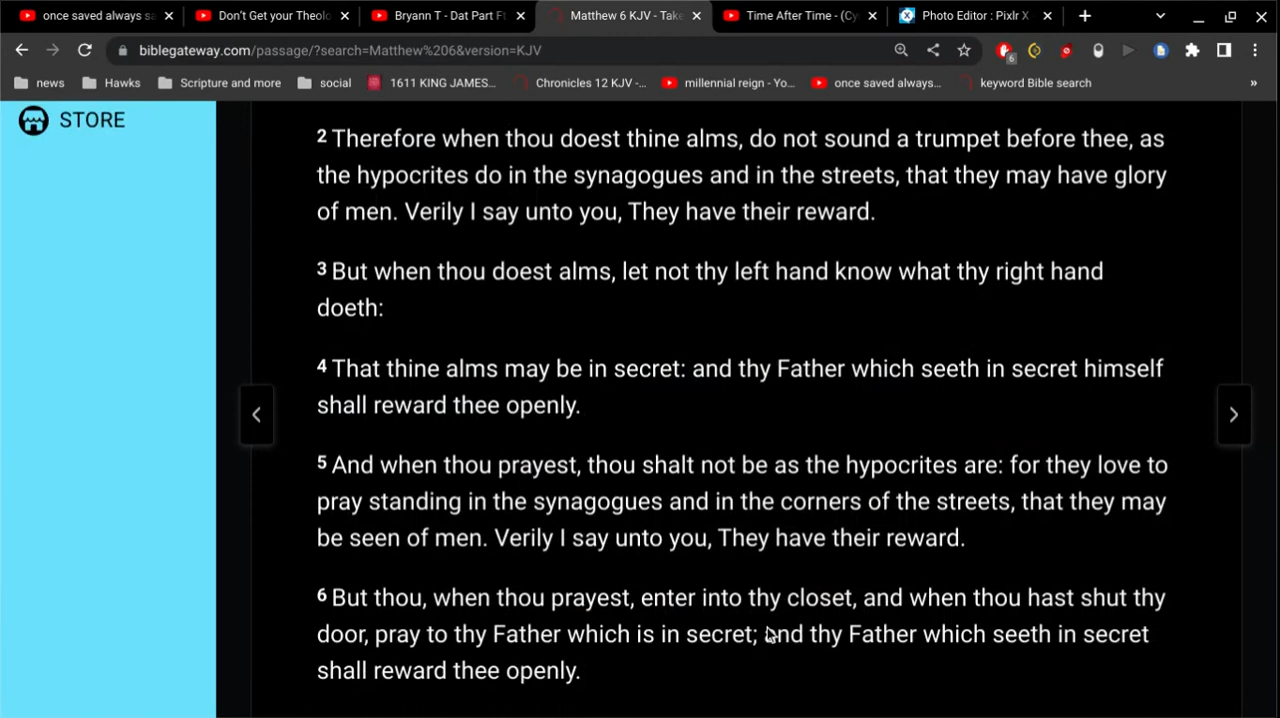 once saved always sa
Don't Get your Theolo
Bryann T - Dat Part Ft
Matthew 6 KJV - Take
Time After Time - (Cy
Photo Editor : Pixlr X
biblegateway.com/passage/?search=Matthew%206&version=KJV
6
news
Hawks
Scripture and more
social
1611 KING JAMES...
Chronicles 12 KJV -...
millennial reign - Yo...
once saved always...
keyword Bible search
»
STORE
2 Therefore when thou doest thine alms, do not sound a trumpet before thee, as
the hypocrites do in the synagogues and in the streets, that they may have glory
of men. Verily I say unto you, They have their reward.
3 But when thou doest alms, let not thy left hand know what thy right hand
doeth:
4 That thine alms may be in secret: and thy Father which seeth in secret himself
shall reward thee openly.
5 And when thou prayest, thou shalt not be as the hypocrites are: for they love to
pray standing in the synagogues and in the corners of the streets, that they may
be seen of men. Verily I say unto you, They have their reward.
6 But thou, when thou prayest, enter into thy closet, and when thou hast shut thy
door, pray to thy Father which is in secret; and thy Father which seeth in secret
shall reward thee openly.